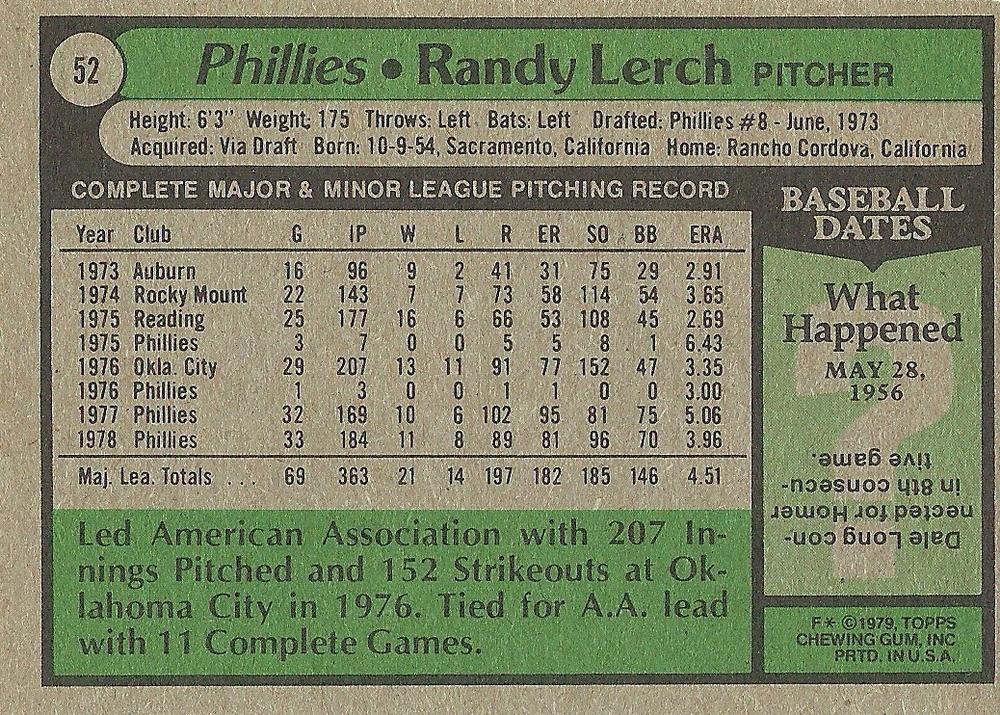 52
Phillies • Randy Lerch PITCHER
Height: 6'3" Weight: 175 Throws: Left Bats: Left Drafted: Phillies #8 - June, 1973
Acquired: Via Draft Born: 10-9-54, Sacramento, California Home: Rancho Cordova, California
COMPLETE MAJOR & MINOR LEAGUE PITCHING RECORD
Year Club G IP W L R ER SO BB ERA
1973 Auburn 16 96 9 2 41 31 75 29 2.91
1974 Rocky Mount 22 143 7 7 73 58 114 54 3.65
1975 Reading 25 177 16 6 66 53 108 45 2.69
1975 Phillies 3 7 0 0 5 5 8 1 6.43
1976 Okla. City 29 207 13 11 91 77 152 47 3.35
1976 Phillies 1 3 0 0 1 1 0 0 3.00
1977 Phillies 32 169 10 6 102 95 81 75 5.06
1978 Phillies 33 184 11 8 89 81 96 70 3.96
Maj. Lea. Totals ... 69 363 21 14 197 182 185 146 4.51
Led American Association with 207 In-
nings Pitched and 152 Strikeouts at Ok-
lahoma City in 1976. Tied for A.A. lead
with 11 Complete Games.
BASEBALL
DATES
What
Happened
MAY 28,
1956
Dale Long con-
nected for Homer
in 8th consecu-
tive game.
F* ©1979, TOPPS
CHEWING GUM, INC
PRTD. IN U.S.A.